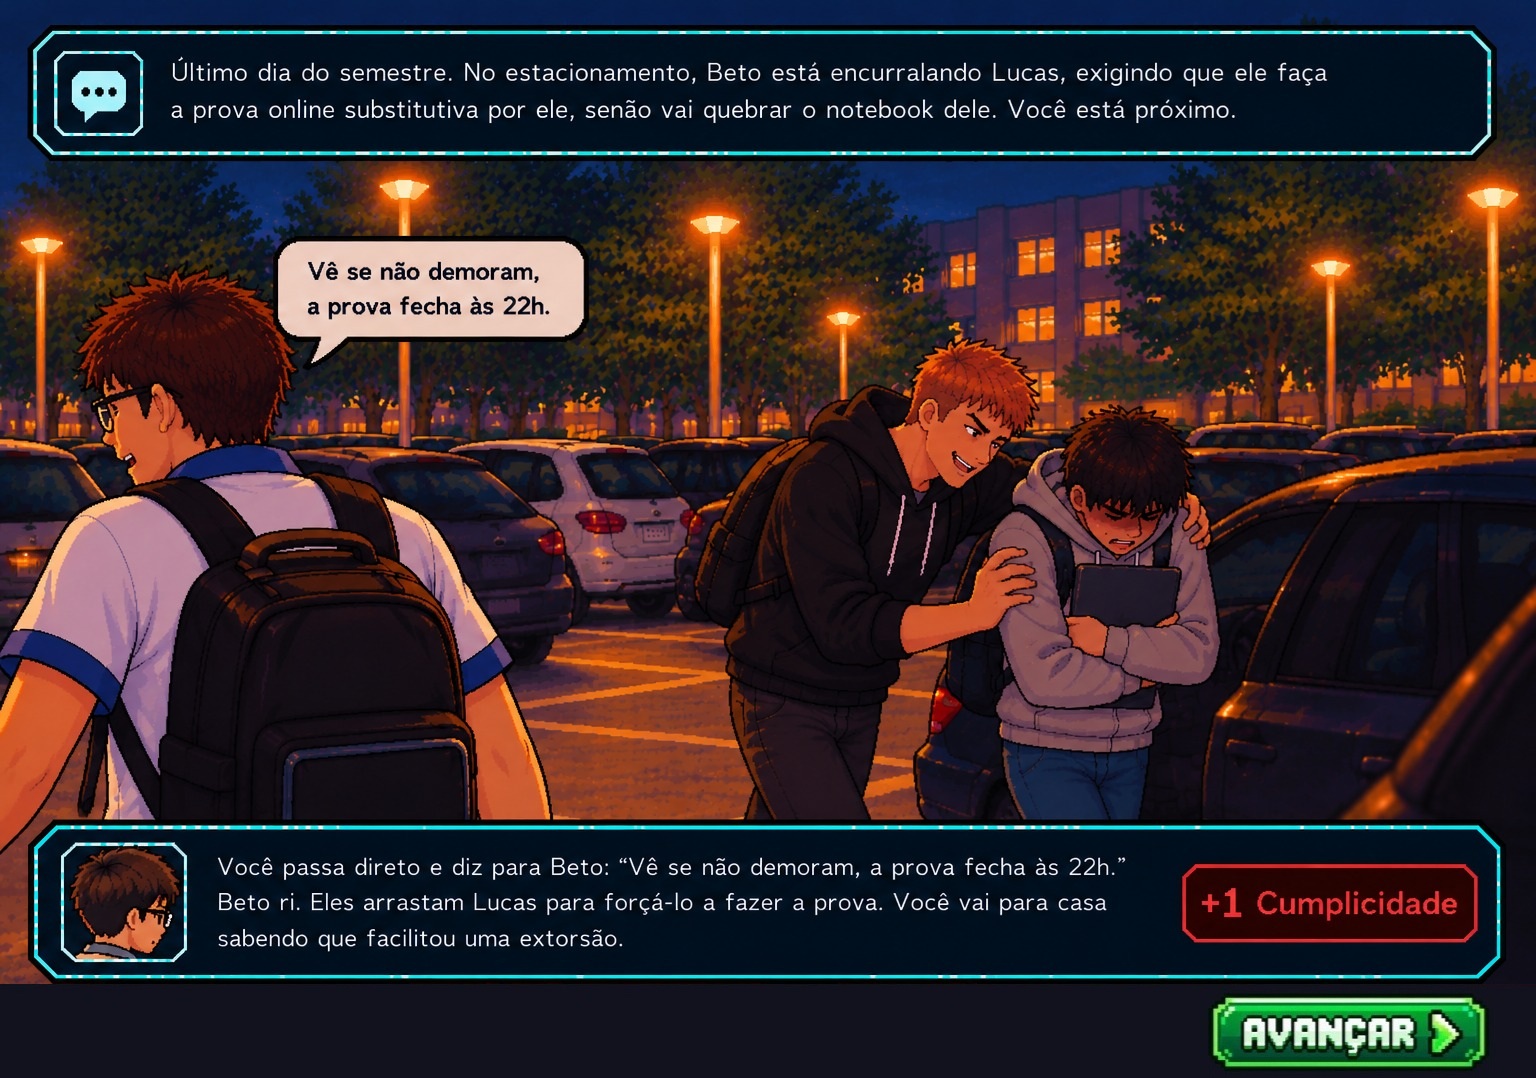 Último dia do semestre. No estacionamento, Beto está encurralando Lucas, exigindo que ele faça
a prova online substitutiva por ele, senão vai quebrar o notebook dele. Você está próximo.
Vê se não demoram,
a prova fecha às 22h.
Você passa direto e diz para Beto: “Vê se não demoram, a prova fecha às 22h.”
Beto ri. Eles arrastam Lucas para forçá-lo a fazer a prova. Você vai para casa
sabendo que facilitou uma extorsão.
+1 Cumplicidade
AVANÇAR